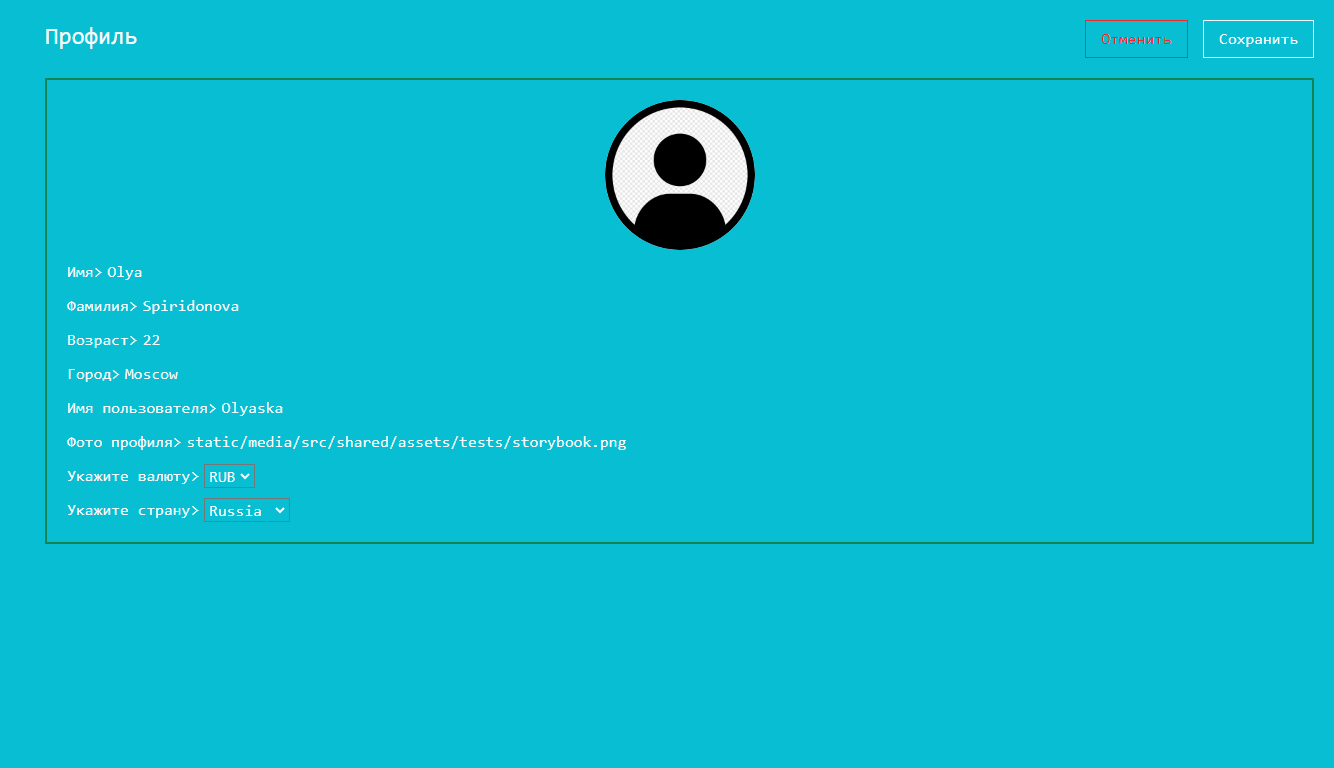 Профиль
Отменить
Сохранить
Имя> Olya
Фамилия> Spiridonova
Возраст> 22
Город> Moscow
Имя пользователя> Olyaska
Фото профиля> static/media/src/shared/assets/tests/storybook.png
Укажите валюту> RUB
Укажите страну> Russia